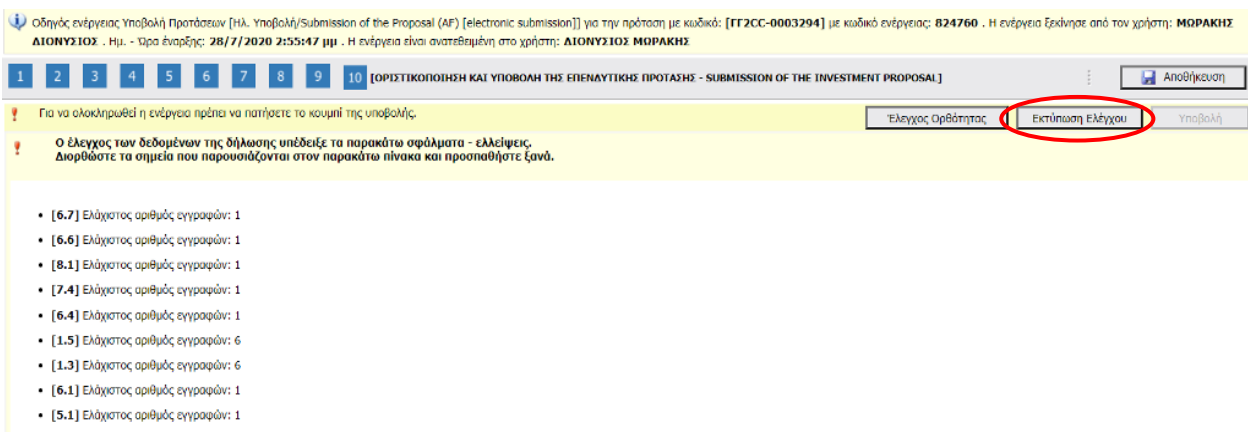 Οδηγός ενέργειας Υποβολή Προτάσεων [Ηλ. Υποβολή/Submission of the Proposal (AF) [electronic submission]] για την πρόταση με κωδικό: [ΓΓ2CC-0003294] με κωδικό ενέργειας: 824760 . Η ενέργεια ξεκίνησε από τον χρήστη: ΜΩΡΑΚΗΣ
ΔΙΟΝΥΣΙΟΣ . Ημ. - Ώρα έναρξης: 28/7/2020 2:55:47 μμ . Η ενέργεια είναι ανατεθειμένη στο χρήστη: ΔΙΟΝΥΣΙΟΣ ΜΩΡΑΚΗΣ
1 2 3 4 5 6 7 8 9 10 [ΟΡΙΣΤΙΚΟΠΟΙΗΣΗ ΚΑΙ ΥΠΟΒΟΛΗ ΤΗΣ ΕΠΕΝΔΥΤΙΚΗΣ ΠΡΟΤΑΣΗΣ - SUBMISSION OF THE INVESTMENT PROPOSAL] Αποθήκευση
Για να ολοκληρωθεί η ενέργεια πρέπει να πατήσετε το κουμπί της υποβολής. Έλεγχος Ορθότητας Εκτύπωση Ελέγχου Υποβολή
Ο έλεγχος των δεδομένων της δήλωσης υπέδειξε τα παρακάτω σφάλματα - ελλείψεις.
Διορθώστε τα σημεία που παρουσιάζονται στον παρακάτω πίνακα και προσπαθήστε ξανά.
• [6.7] Ελάχιστος αριθμός εγγραφών: 1
• [6.6] Ελάχιστος αριθμός εγγραφών: 1
• [8.1] Ελάχιστος αριθμός εγγραφών: 1
• [7.4] Ελάχιστος αριθμός εγγραφών: 1
• [6.4] Ελάχιστος αριθμός εγγραφών: 1
• [1.5] Ελάχιστος αριθμός εγγραφών: 6
• [1.3] Ελάχιστος αριθμός εγγραφών: 6
• [6.1] Ελάχιστος αριθμός εγγραφών: 1
• [5.1] Ελάχιστος αριθμός εγγραφών: 1